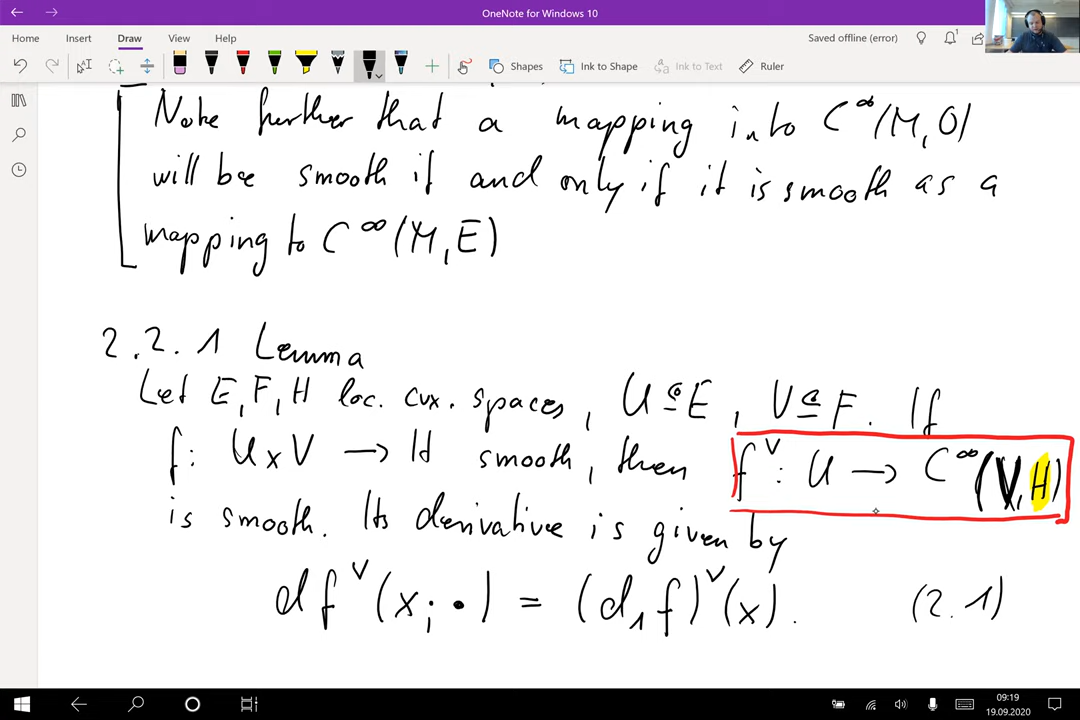 OneNote for Windows 10
Home Insert Draw View Help Saved offline (error)
Shapes Ink to Shape Ink to Text Ruler
Note further that a mapping into C^∞(M,O)
will be smooth if and only if it is smooth as a
mapping to C^∞(M,E)
2.2.1 Lemma
Let E,F,H loc. cvx. spaces, U ⊆° E, V ⊆° F. If
f: U×V → H smooth, then f^∨: U → C^∞(V,H)
is smooth. Its derivative is given by
df^∨(x; •) = (d₁f)^∨(x). (2.1)
09:19
19.09.2020